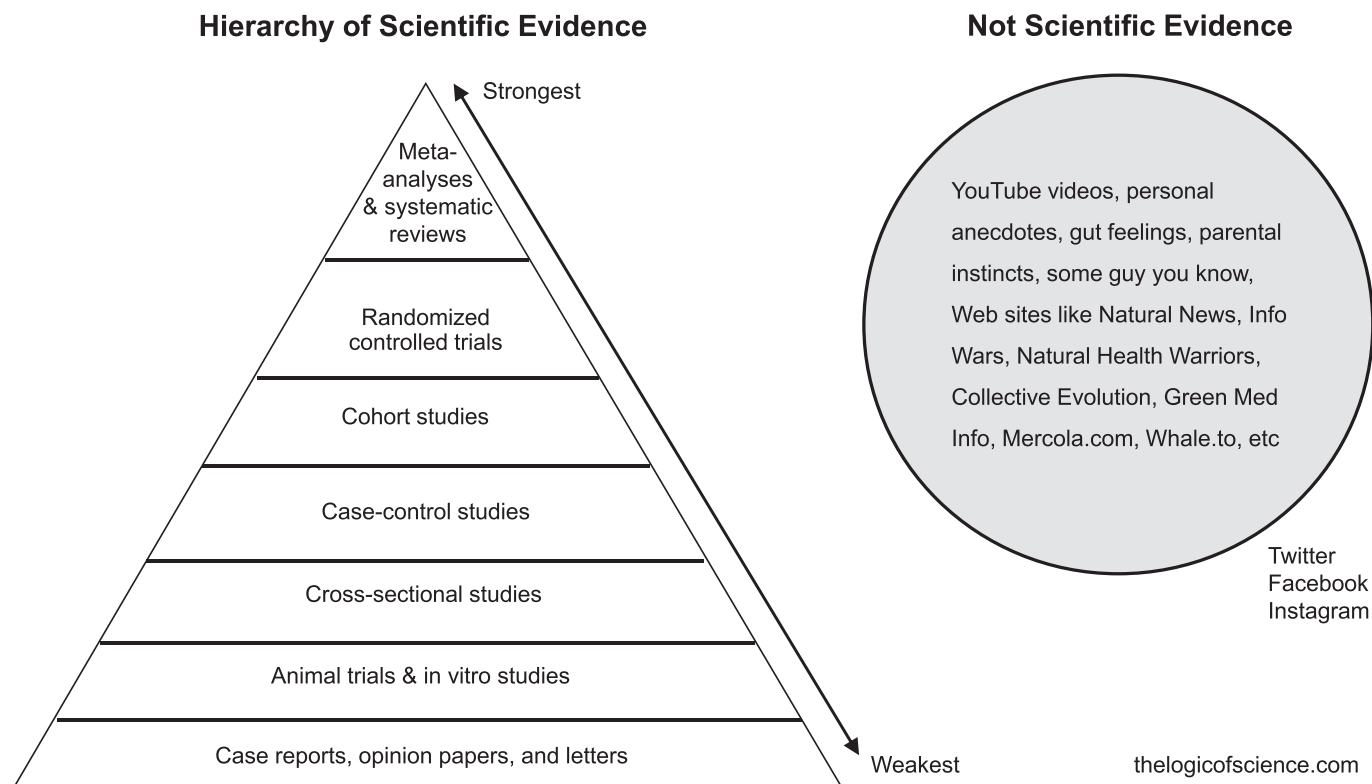 Hierarchy of Scientific Evidence
Strongest
Meta-
analyses
& systematic
reviews
Randomized
controlled trials
Cohort studies
Case-control studies
Cross-sectional studies
Animal trials & in vitro studies
Case reports, opinion papers, and letters
Weakest
Not Scientific Evidence
YouTube videos, personal
anecdotes, gut feelings, parental
instincts, some guy you know,
Web sites like Natural News, Info
Wars, Natural Health Warriors,
Collective Evolution, Green Med
Info, Mercola.com, Whale.to, etc
Twitter
Facebook
Instagram
thelogicofscience.com